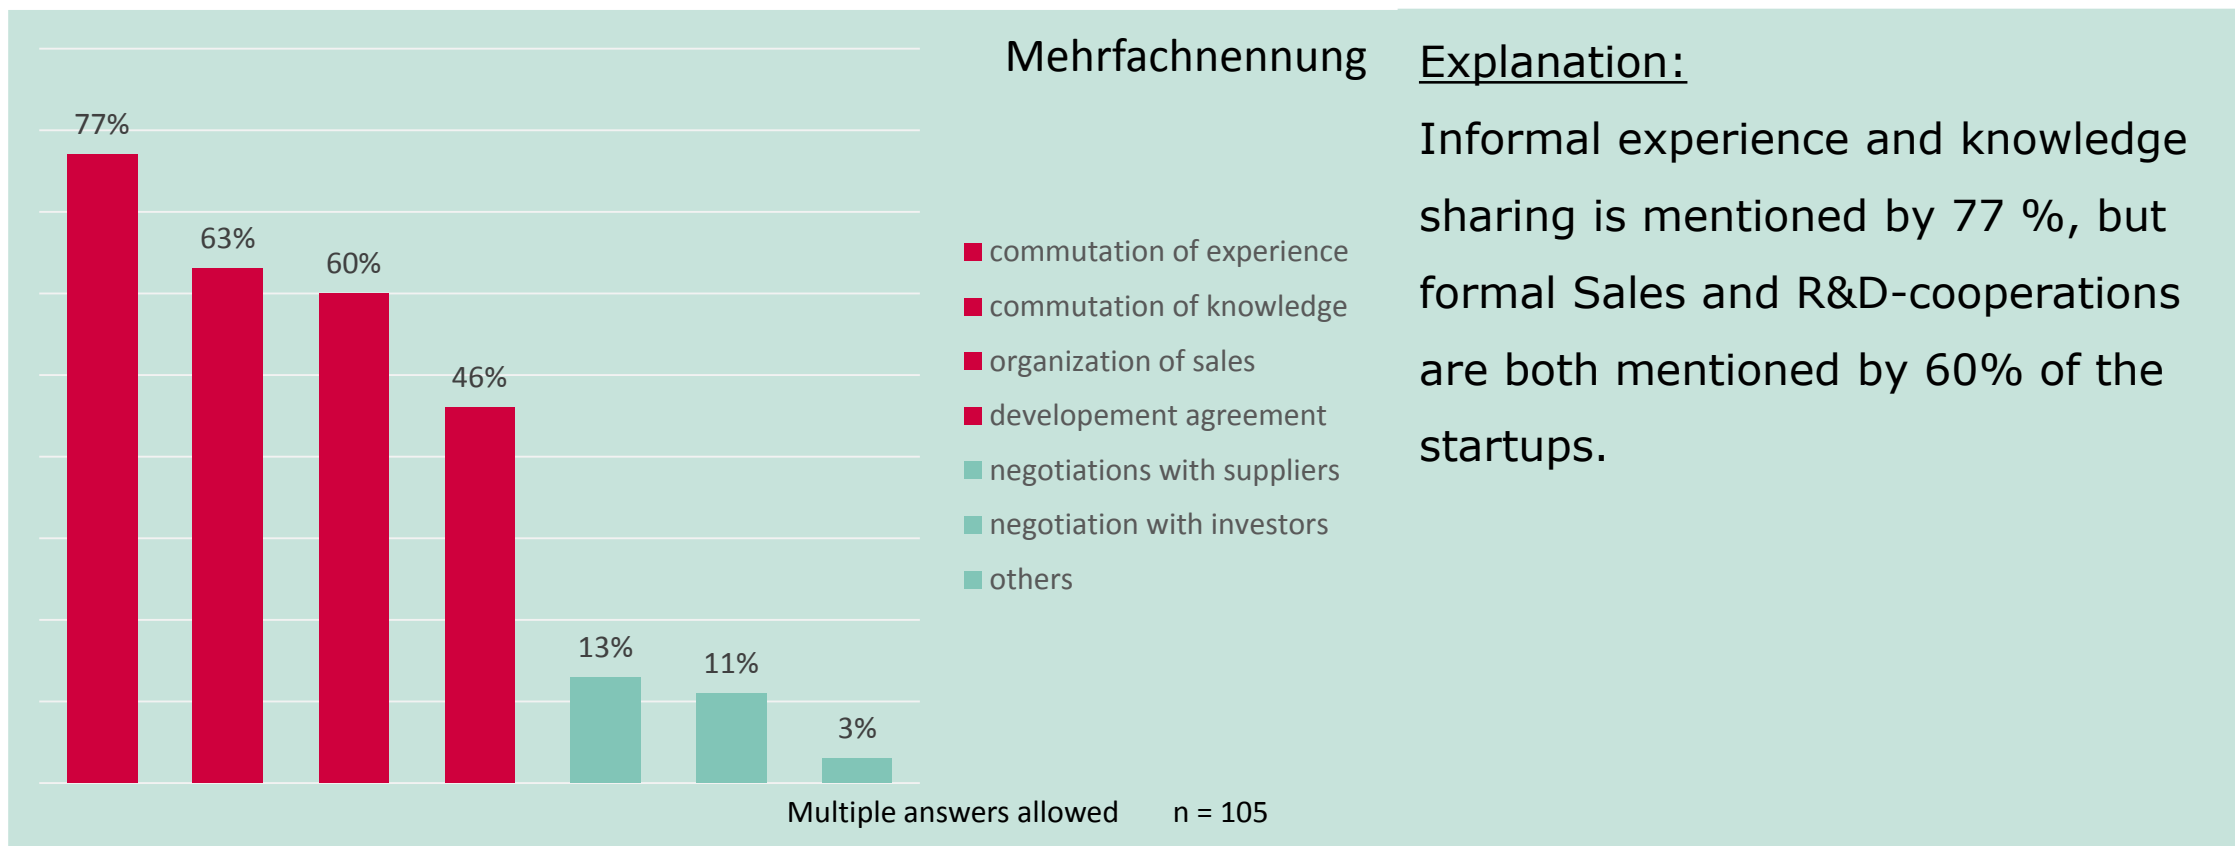 Mehrfachnennung
77%
63%
60%
46%
13%
11%
3%
commutation of experience
commutation of knowledge
organization of sales
developement agreement
negotiations with suppliers
negotiation with investors
others
Multiple answers allowed n = 105
Explanation:
Informal experience and knowledge
sharing is mentioned by 77 %, but
formal Sales and R&D-cooperations
are both mentioned by 60% of the
startups.